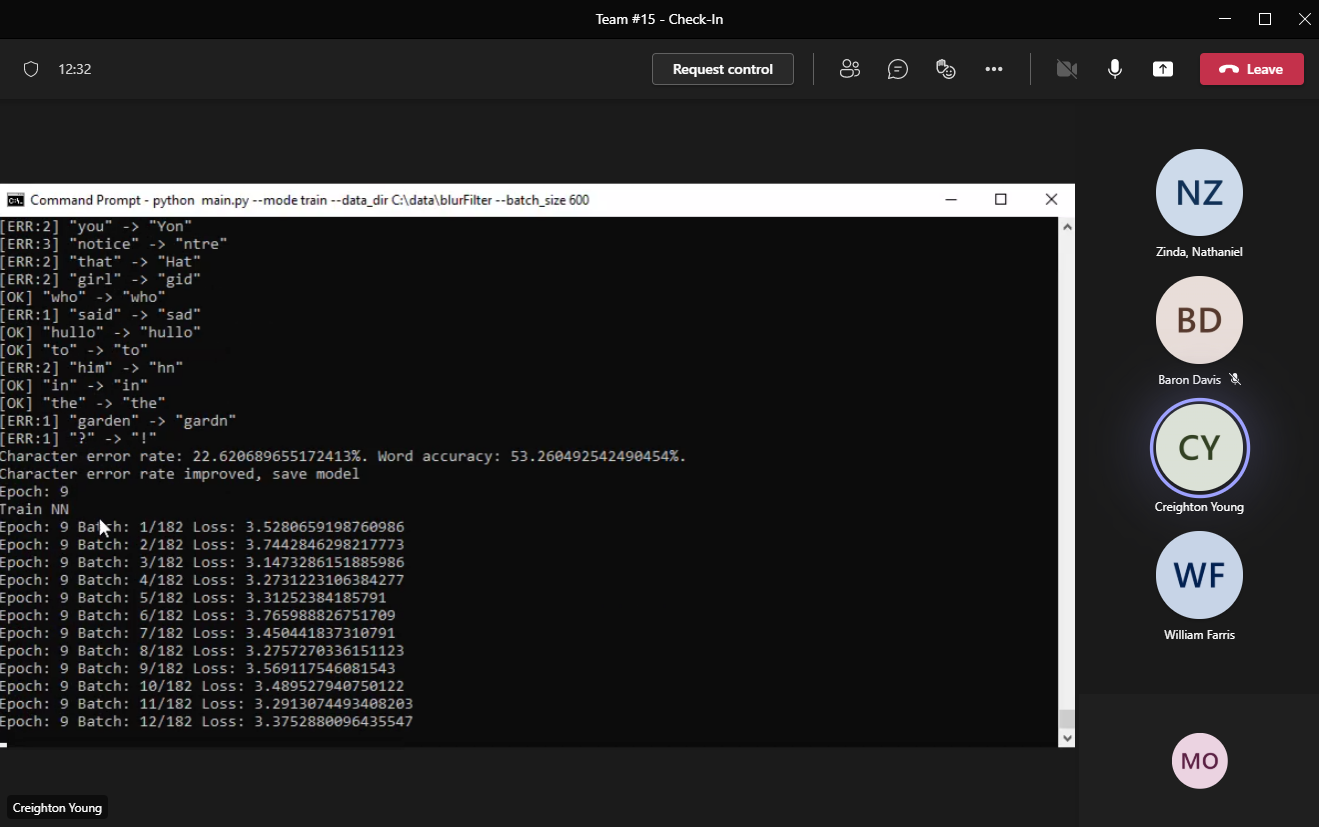 Team #15 - Check-In
12:32
Request control
Leave
Command Prompt - python main.py --mode train --data_dir C:\data\blurFilter --batch_size 600
[ERR:2] "you" -> "Yon"
[ERR:3] "notice" -> "ntre"
[ERR:2] "that" -> "Hat"
[ERR:2] "girl" -> "gid"
[OK] "who" -> "who"
[ERR:1] "said" -> "sad"
[OK] "hullo" -> "hullo"
[OK] "to" -> "to"
[ERR:2] "him" -> "hn"
[OK] "in" -> "in"
[OK] "the" -> "the"
[ERR:1] "garden" -> "gardn"
[ERR:1] "?" -> "!"
Character error rate: 22.620689655172413%. Word accuracy: 53.260492542490454%.
Character error rate improved, save model
Epoch: 9
Train NN
Epoch: 9 Batch: 1/182 Loss: 3.5280659198760986
Epoch: 9 Batch: 2/182 Loss: 3.7442846298217773
Epoch: 9 Batch: 3/182 Loss: 3.1473286151885986
Epoch: 9 Batch: 4/182 Loss: 3.2731223106384277
Epoch: 9 Batch: 5/182 Loss: 3.31252384185791
Epoch: 9 Batch: 6/182 Loss: 3.765988826751709
Epoch: 9 Batch: 7/182 Loss: 3.450441837310791
Epoch: 9 Batch: 8/182 Loss: 3.2757270336151123
Epoch: 9 Batch: 9/182 Loss: 3.569117546081543
Epoch: 9 Batch: 10/182 Loss: 3.489527940750122
Epoch: 9 Batch: 11/182 Loss: 3.2913074493408203
Epoch: 9 Batch: 12/182 Loss: 3.3752880096435547
NZ
Zinda, Nathaniel
BD
Baron Davis
CY
Creighton Young
WF
William Farris
MO
Creighton Young